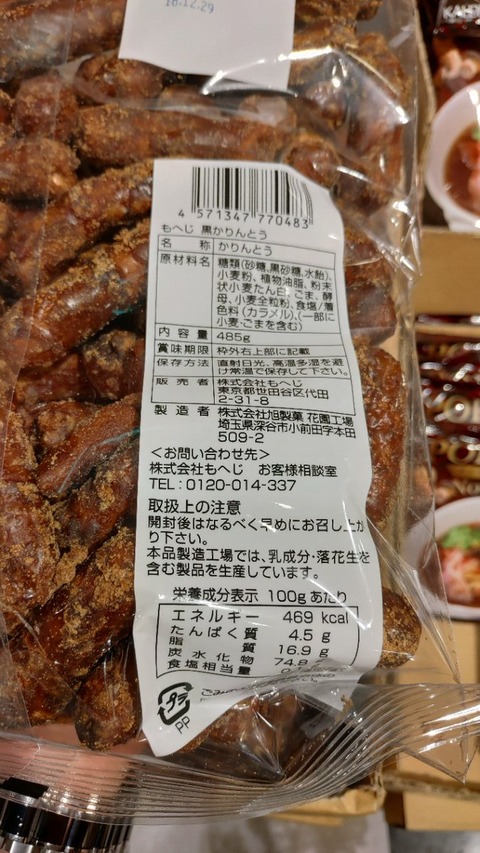 18.12.29
4 571347 770483
もへじ 黒かりんとう
名称 かりんとう
原材料名 糖類(砂糖、黒砂糖、水飴)、
小麦粉、植物油脂、粉末
状小麦たん白、ごま、酵
母、小麦全粒粉、食塩/着
色料(カラメル)、(一部に
小麦・ごまを含む)
内容量 485g
賞味期限 枠外右上部に記載
保存方法 直射日光、高温多湿を避
け常温で保存して下さい。
販売者 株式会社もへじ
東京都世田谷区代田
2-31-8
製造者 株式会社旭製菓 花園工場
埼玉県深谷市小前田字本田
509-2
<お問い合わせ先>
株式会社もへじ お客様相談室
TEL:0120-014-337
取扱上の注意
開封後はなるべく早めにお召し上が
り下さい。
本品製造工場では、乳成分・落花生を
含む製品を生産しています。
栄養成分表示 100gあたり
エネルギー 469 kcal
たんぱく質 4.5 g
脂質 16.9 g
炭水化物 74.8
食塩相当量
プラ
PP